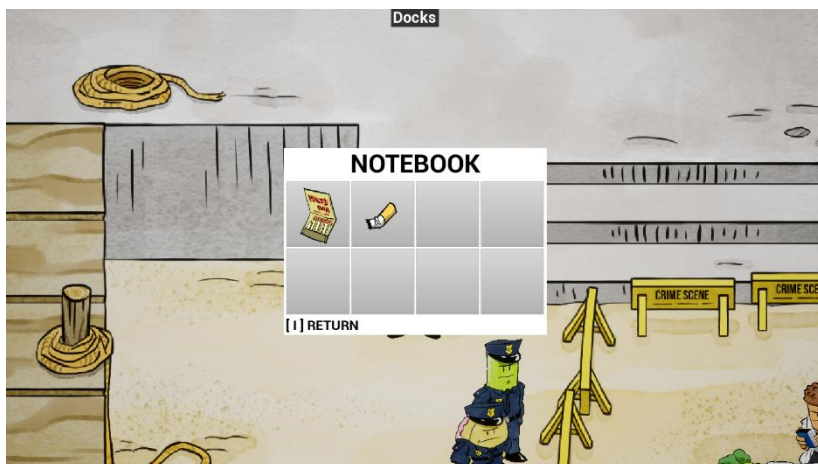 Docks
NOTEBOOK
[ I ] RETURN
CRIME SCENE
CRIME SCE